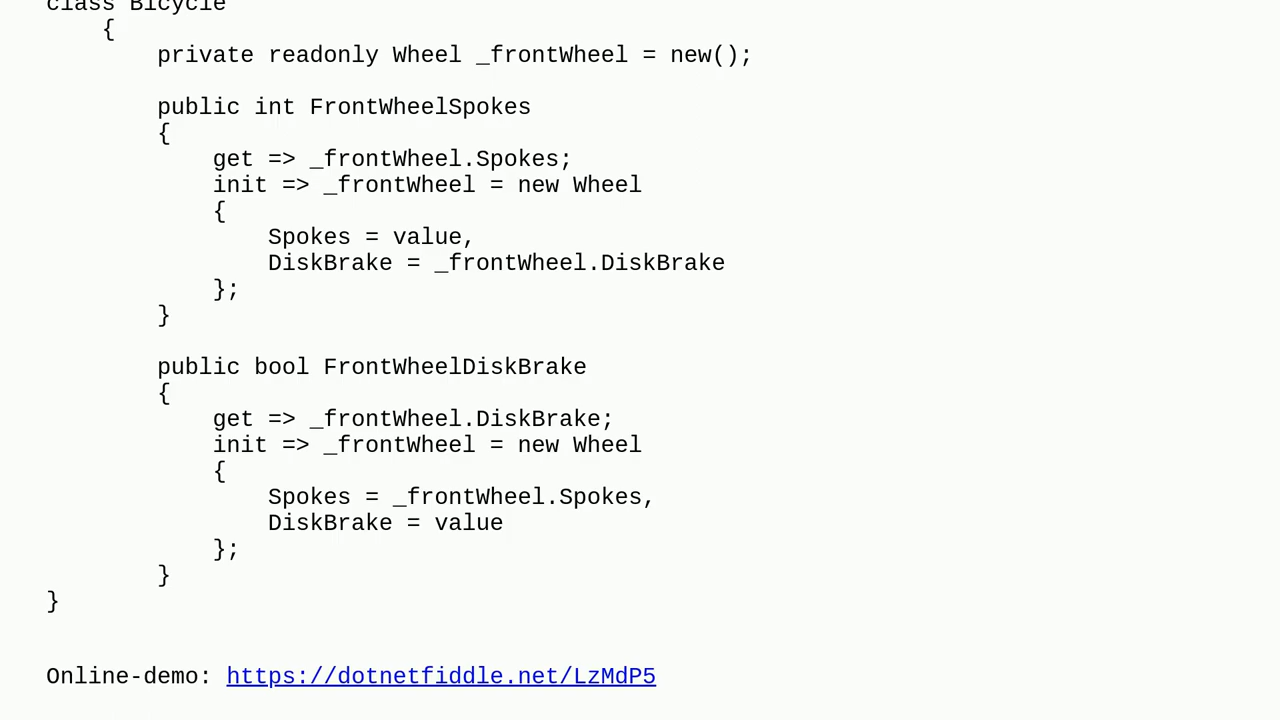 class Bicycle
    {
        private readonly Wheel _frontWheel = new();

        public int FrontWheelSpokes
        {
            get => _frontWheel.Spokes;
            init => _frontWheel = new Wheel
            {
                Spokes = value,
                DiskBrake = _frontWheel.DiskBrake
            };
        }

        public bool FrontWheelDiskBrake
        {
            get => _frontWheel.DiskBrake;
            init => _frontWheel = new Wheel
            {
                Spokes = _frontWheel.Spokes,
                DiskBrake = value
            };
        }
}

Online-demo: https://dotnetfiddle.net/LzMdP5